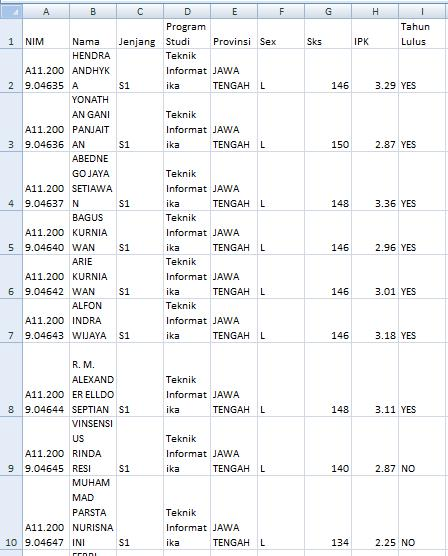 A B C D E F G H I
1 NIM Nama Jenjang Program Studi Provinsi Sex Sks IPK Tahun Lulus
2 A11.200 9.04635 HENDRA ANDHYK A S1 Teknik Informat ika JAWA TENGAH L 146 3.29 YES
3 A11.200 9.04636 YONATH AN GANI PANJAIT AN S1 Teknik Informat ika JAWA TENGAH L 150 2.87 YES
4 A11.200 9.04637 ABEDNE GO JAYA SETIAWA N S1 Teknik Informat ika JAWA TENGAH L 148 3.36 YES
5 A11.200 9.04640 BAGUS KURNIA WAN S1 Teknik Informat ika JAWA TENGAH L 146 2.96 YES
6 A11.200 9.04642 ARIE KURNIA WAN S1 Teknik Informat ika JAWA TENGAH L 146 3.01 YES
7 A11.200 9.04643 ALFON INDRA WIJAYA S1 Teknik Informat ika JAWA TENGAH L 146 3.18 YES
8 A11.200 9.04644 R. M. ALEXAND ER ELLDO SEPTIAN S1 Teknik Informat ika JAWA TENGAH L 148 3.11 YES
9 A11.200 9.04645 VINSENSI US RINDA RESI S1 Teknik Informat ika JAWA TENGAH L 140 2.87 NO
10 A11.200 9.04647 MUHAM MAD PARSTA NURISNA INI S1 Teknik Informat ika JAWA TENGAH L 134 2.25 NO